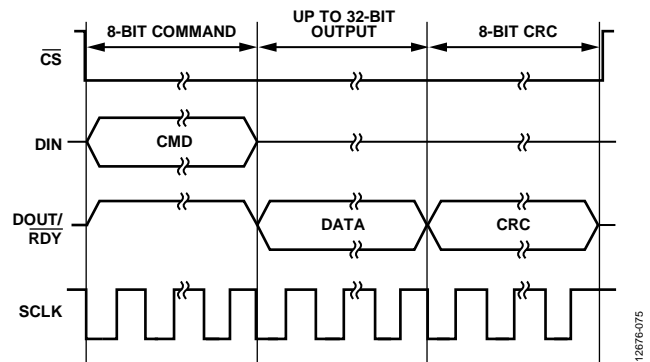 8-BIT COMMAND
UP TO 32-BIT
OUTPUT
8-BIT CRC
CS
DIN
CMD
DOUT/
RDY
DATA
CRC
SCLK
12676-075